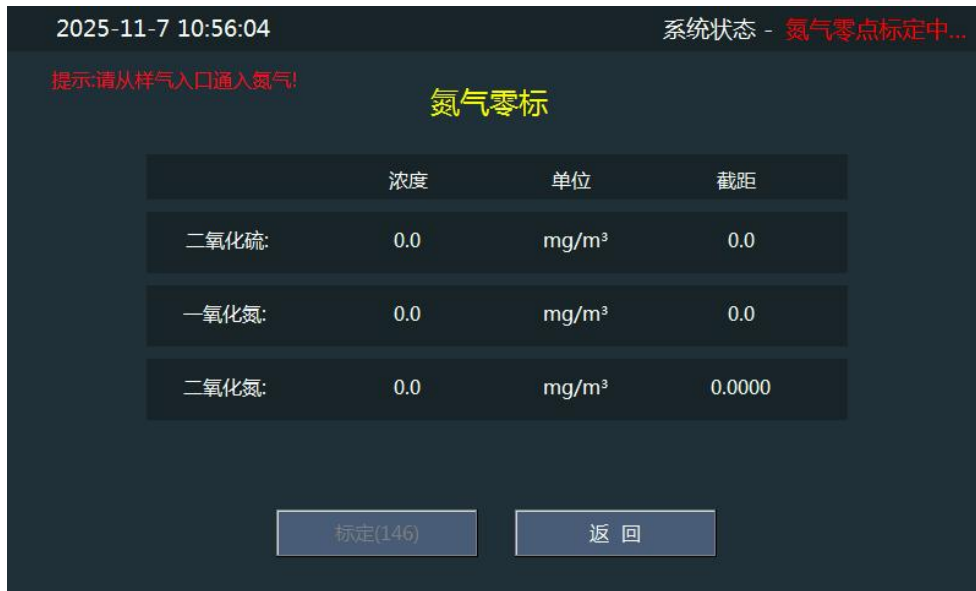 2025-11-7 10:56:04 系统状态 - 氮气零点标定中...
提示:请从样气入口通入氮气!
氮气零标
浓度 单位 截距
二氧化硫: 0.0 mg/m³ 0.0
一氧化氮: 0.0 mg/m³ 0.0
二氧化氮: 0.0 mg/m³ 0.0000
标定(146) 返 回